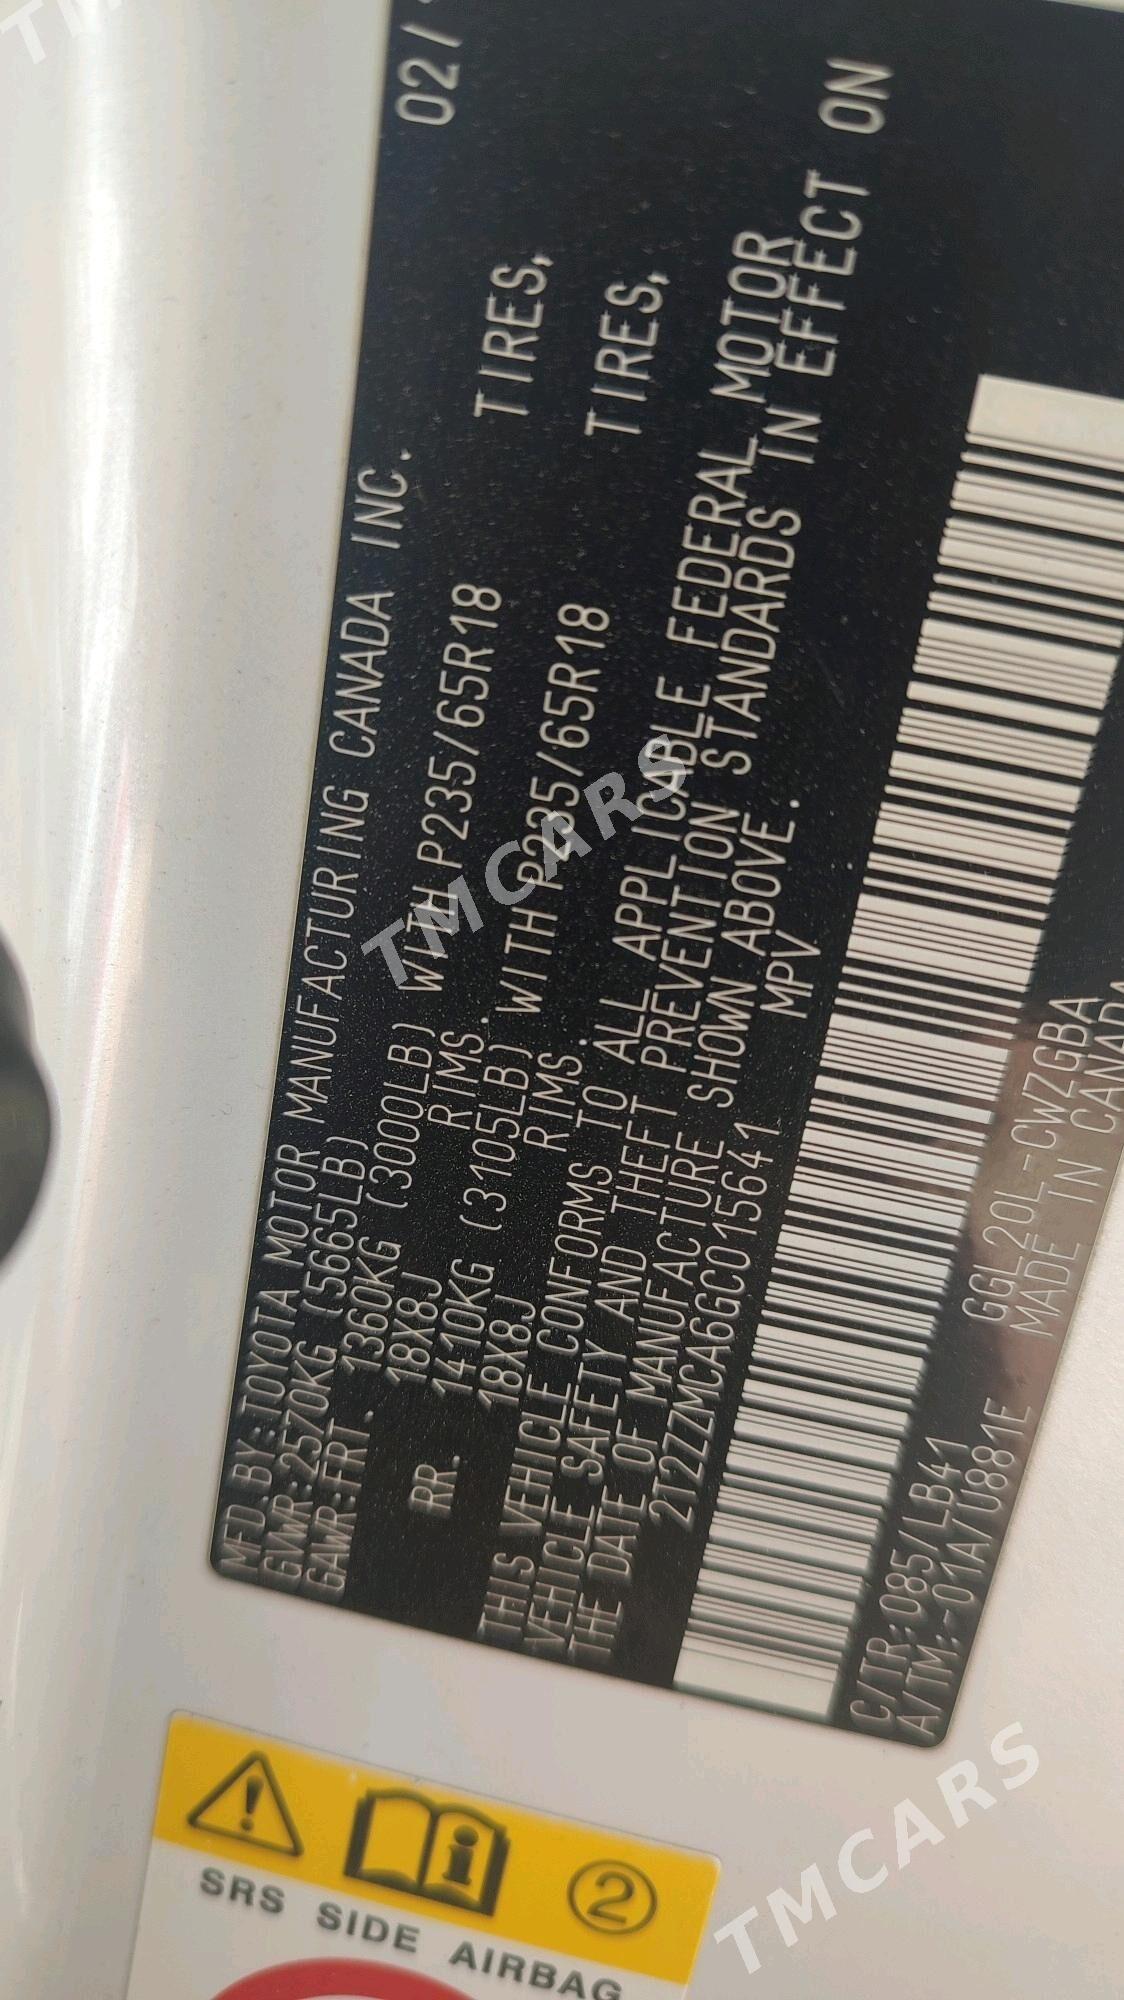 MFD.BY:TOYOTA MOTOR MANUFACTURING CANADA INC. 02/
GVWR:2570KG (5665LB)
GAWR:FRT. 1360KG (3000LB) WITH P235/65R18 TIRES,
18X8J RIMS.
RR. 1410KG (3105LB) WITH P235/65R18 TIRES,
18X8J RIMS.
THIS VEHICLE CONFORMS TO ALL APPLICABLE FEDERAL MOTOR
VEHICLE SAFETY AND THEFT PREVENTION STANDARDS IN EFFECT ON
THE DATE OF MANUFACTURE SHOWN ABOVE.
2T2ZZMCA6GC015641 MPV
C/TR:085/LB41 GGL20L-CWZGBA
A/TM:-01A/U881E MADE IN CANADA
2
SRS SIDE AIRBAG
TMCARS
TMCARS